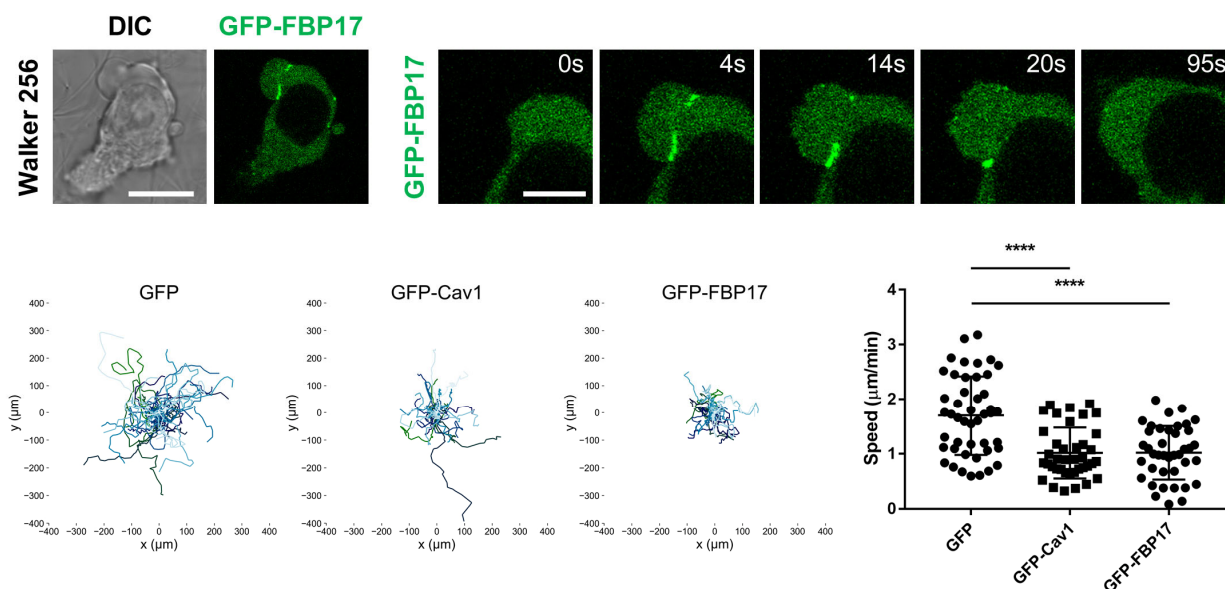 DIC
GFP-FBP17
Walker 256
GFP-FBP17
0s
4s
14s
20s
95s
GFP
400
300
200
100
0
−100
−200
−300
−400
y (µm)
−400 −300 −200 −100 0 100 200 300 400
x (µm)
GFP-Cav1
400
300
200
100
0
−100
−200
−300
−400
y (µm)
−400 −300 −200 −100 0 100 200 300 400
x (µm)
GFP-FBP17
400
300
200
100
0
−100
−200
−300
−400
y (µm)
−400 −300 −200 −100 0 100 200 300 400
x (µm)
****
****
4
3
2
1
0
Speed (µm/min)
GFP
GFP-Cav1
GFP-FBP17